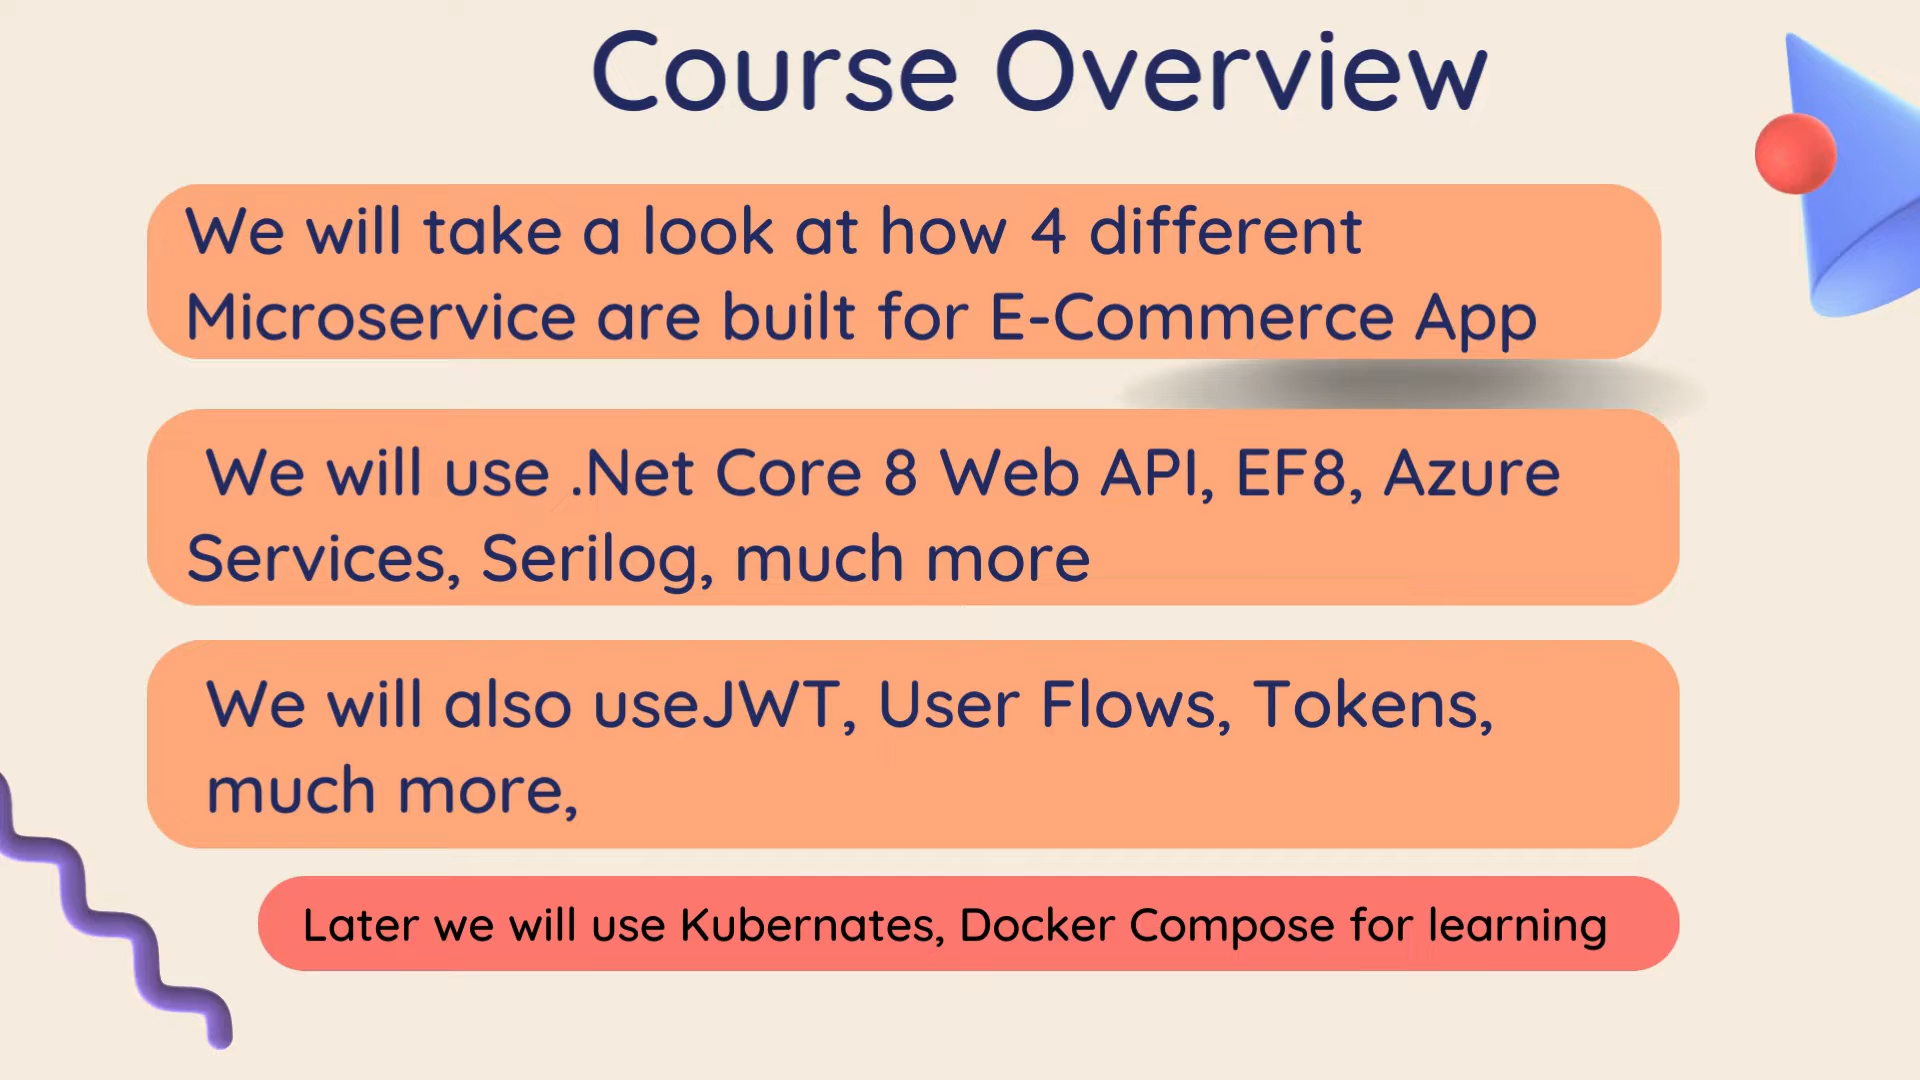 Course Overview
We will take a look at how 4 different
Microservice are built for E-Commerce App
We will use .Net Core 8 Web API, EF8, Azure
Services, Serilog, much more
We will also useJWT, User Flows, Tokens,
much more,
Later we will use Kubernates, Docker Compose for learning